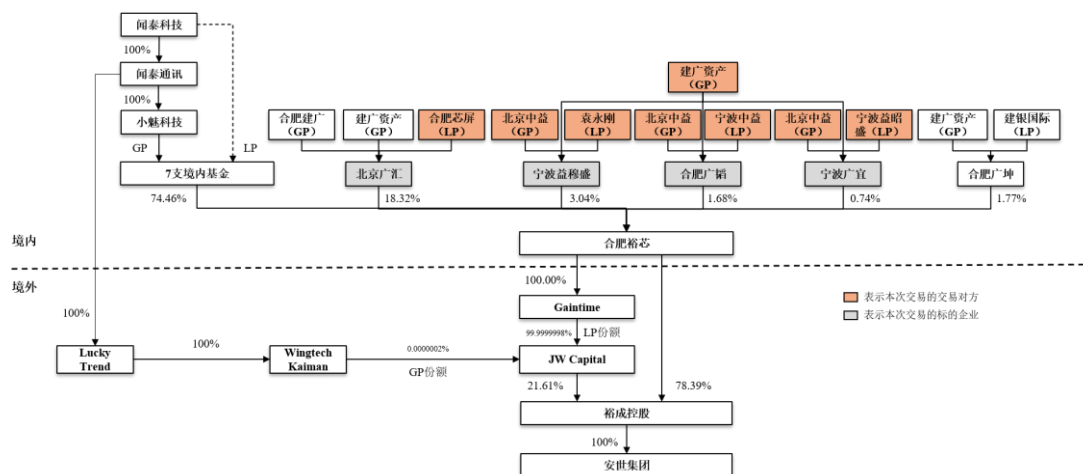 闻泰科技
100%
闻泰通讯
100%
小魅科技
GP
LP
7支境内基金
74.46%
建广资产
（GP）
合肥建广
（GP）
建广资产
（GP）
合肥芯屏
（LP）
北京中益
（GP）
袁永刚
（LP）
北京中益
（GP）
宁波中益
（LP）
北京中益
（GP）
宁波益昭
盛（LP）
建广资产
（GP）
建银国际
（LP）
北京广汇
宁波益穆盛
合肥广韬
宁波广宜
合肥广坤
18.32%
3.04%
1.68%
0.74%
1.77%
境内
合肥裕芯
境外
100.00%
Gaintime
99.9999998%
LP份额
表示本次交易的交易对方
表示本次交易的标的企业
100%
Lucky
Trend
100%
Wingtech
Kaiman
0.0000002%
GP份额
JW Capital
21.61%
78.39%
裕成控股
100%
安世集团